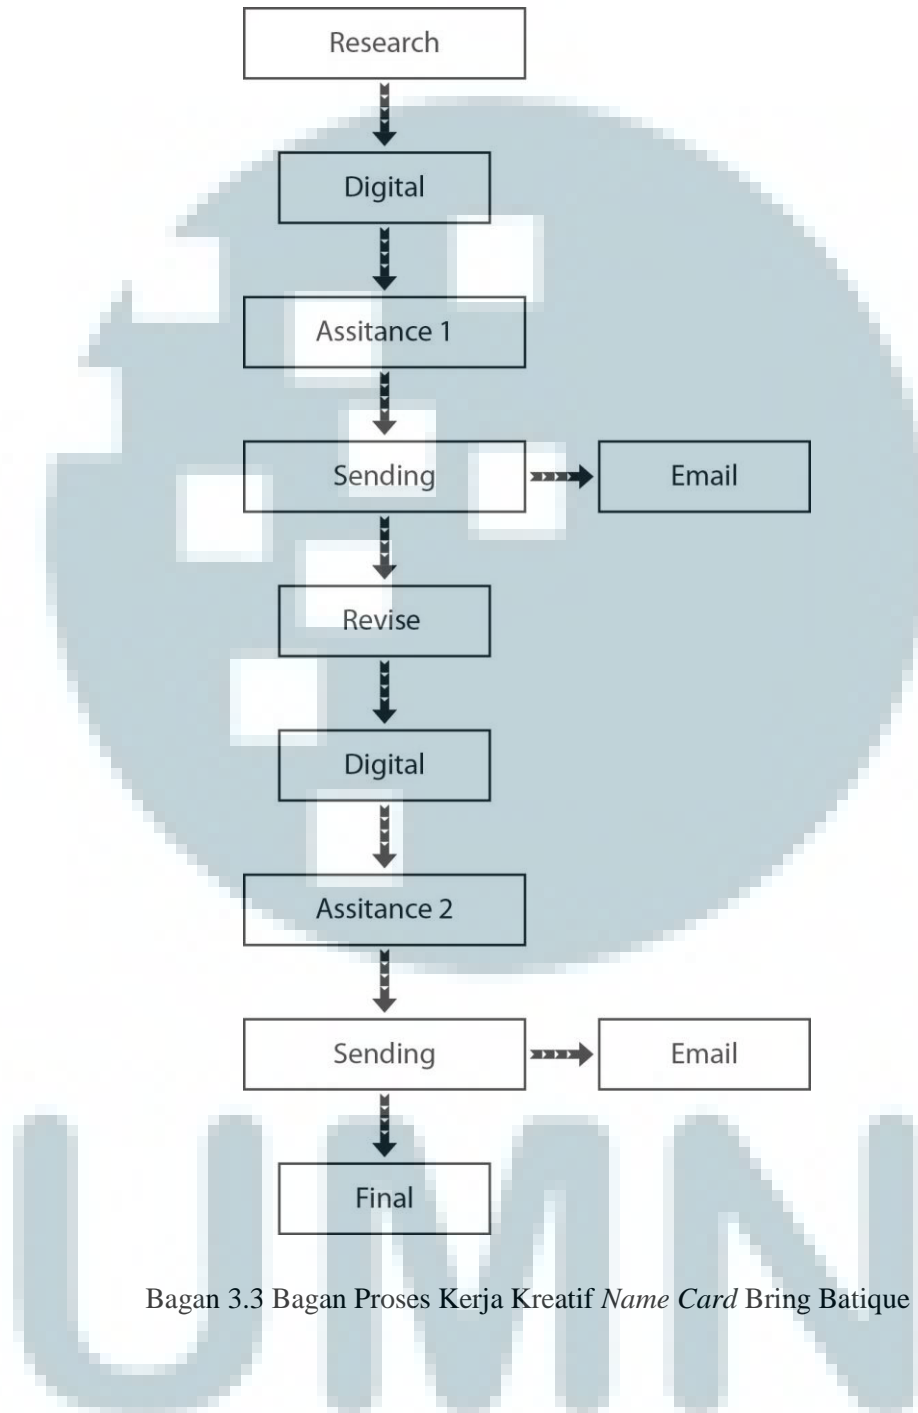 Research
Digital
Assitance 1
Sending
Email
Revise
Digital
Assitance 2
Sending
Email
Final
Bagan 3.3 Bagan Proses Kerja Kreatif Name Card Bring Batique
UMN